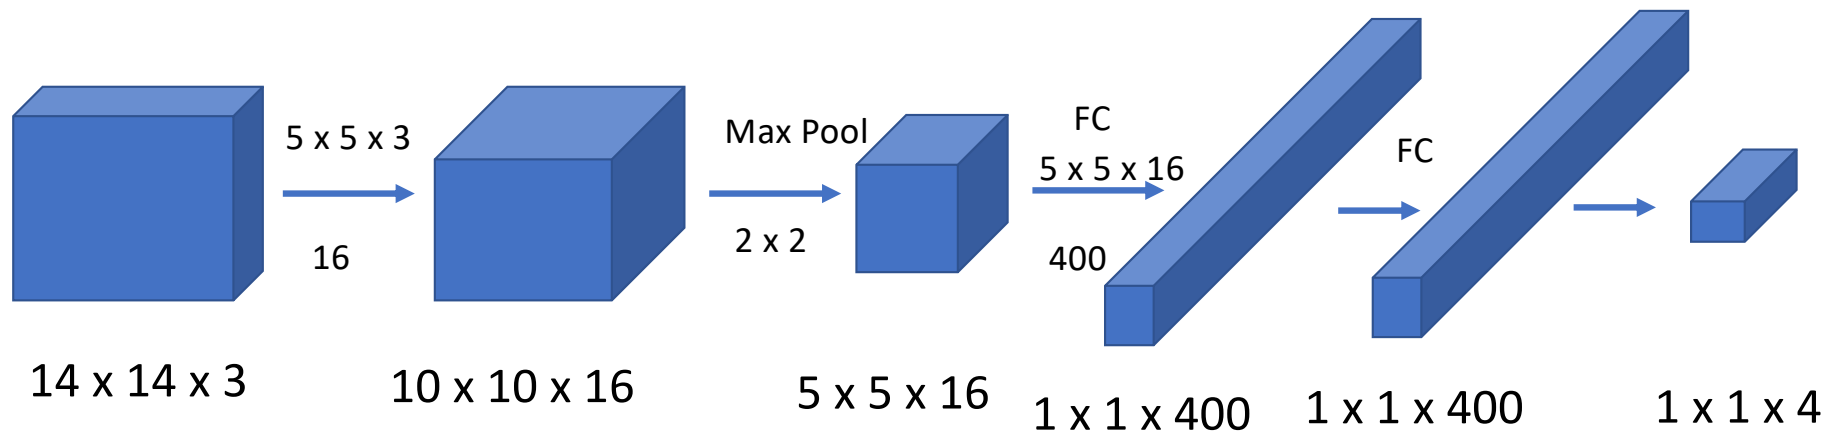 5 x 5 x 3
16
Max Pool
2 x 2
FC
5 x 5 x 16
400
FC
14 x 14 x 3
10 x 10 x 16
5 x 5 x 16
1 x 1 x 400
1 x 1 x 400
1 x 1 x 4